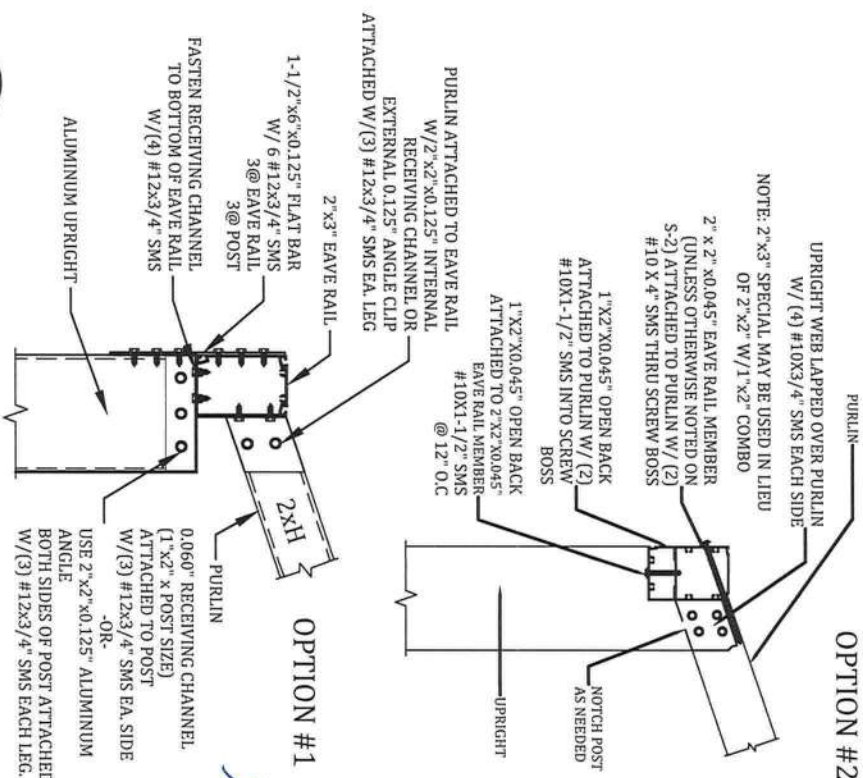 OPTION #2
PURLIN
UPRIGHT WEB LAPPED OVER PURLIN
W/ (4) #10X3/4" SMS EACH SIDE
NOTE: 2"x3" SPECIAL MAY BE USED IN LIEU
OF 2"x2" W/1"x2" COMBO
2" x 2" x0.045" EAVE RAIL MEMBER
(UNLESS OTHERWISE NOTED ON
S-2) ATTACHED TO PURLIN W/ (2)
#10 X 4" SMS THRU SCREW BOSS
1"X2"X0.045" OPEN BACK
ATTACHED TO PURLIN W/ (2)
#10X1-1/2" SMS INTO SCREW
BOSS
1"X2"X0.045" OPEN BACK
ATTACHED TO 2"x2"x0.045"
EAVE RAIL MEMBER
#10X1-1/2" SMS
@ 12" O.C
NOTCH POST
AS NEEDED
UPRIGHT
OPTION #1
PURLIN ATTACHED TO EAVE RAIL
W/2"x2"x0.125" INTERNAL
RECEIVING CHANNEL OR
EXTERNAL 0.125" ANGLE CLIP
ATTACHED W/(3) #12x3/4" SMS EA. LEG
2"x3" EAVE RAIL
1-1/2"x6"x0.125" FLAT BAR
W/ 6 #12x3/4" SMS
3@ EAVE RAIL
3@ POST
FASTEN RECEIVING CHANNEL
TO BOTTOM OF EAVE RAIL
W/(4) #12x3/4" SMS
ALUMINUM UPRIGHT
2xH
PURLIN
0.060" RECEIVING CHANNEL
(1"x2" x POST SIZE)
ATTACHED TO POST
W/(3) #12x3/4" SMS EA. SIDE
-OR-
USE 2"x2"x0.125" ALUMINUM
ANGLE
BOTH SIDES OF POST ATTACHED
W/(3) #12x3/4" SMS EACH LEG.